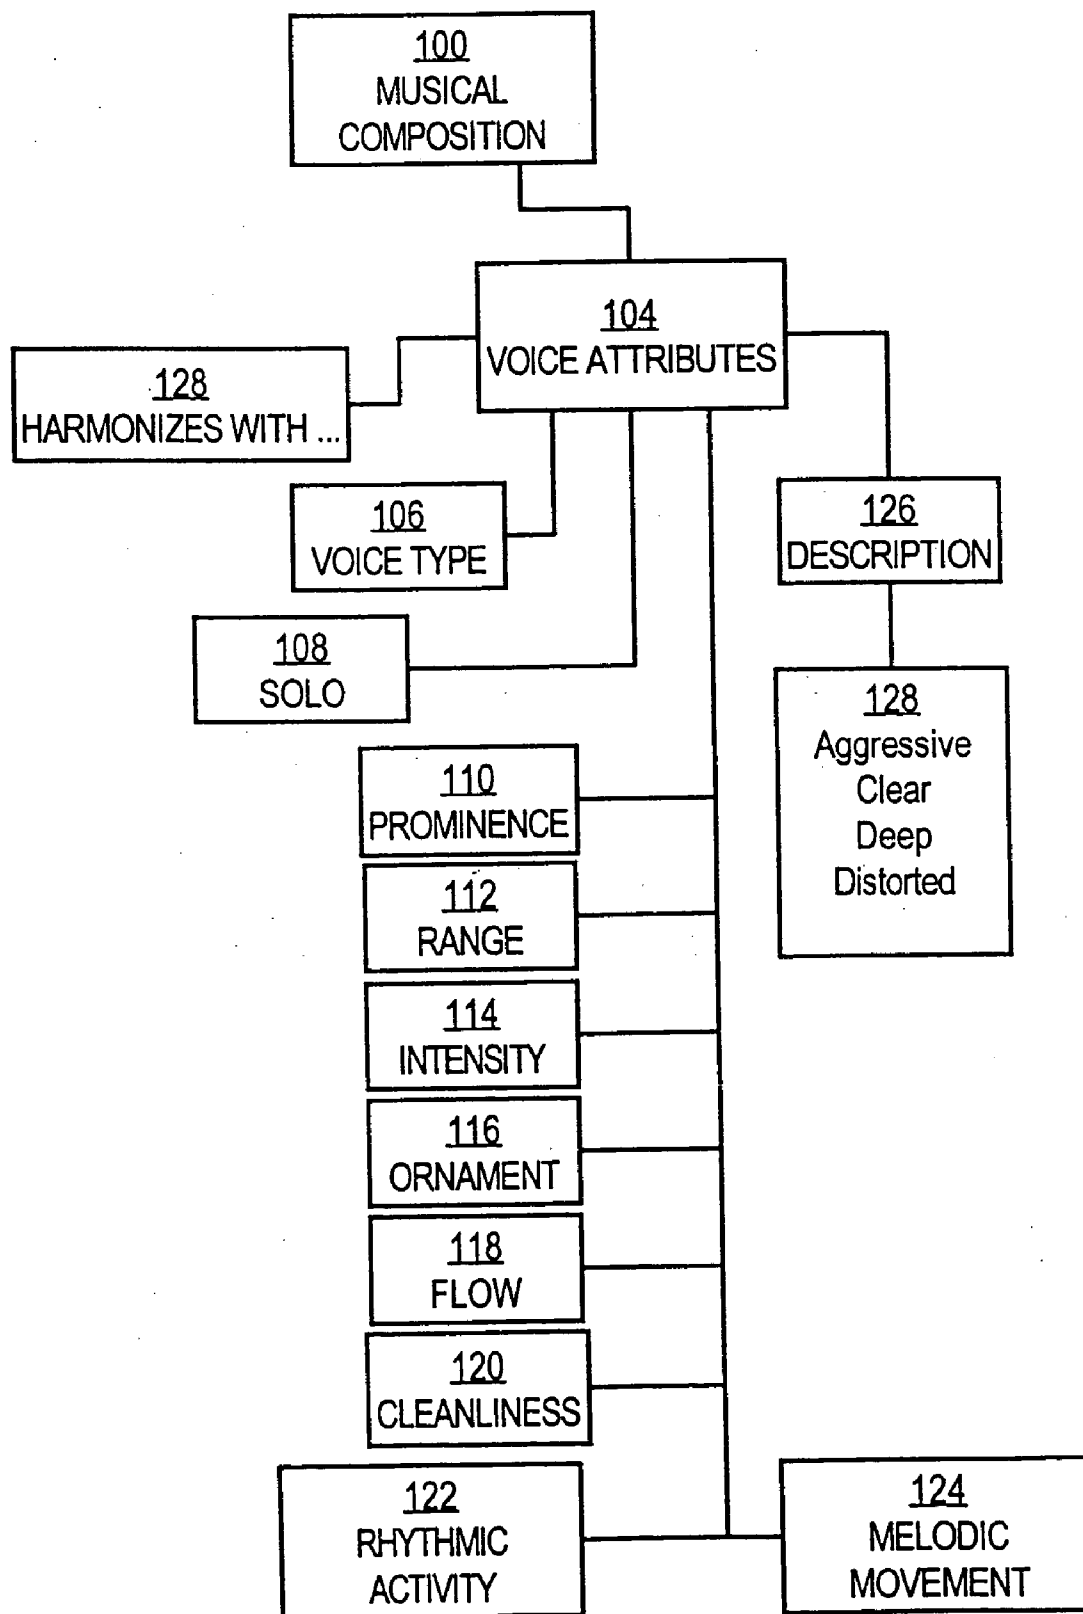 100
MUSICAL
COMPOSITION
104
VOICE ATTRIBUTES
128
HARMONIZES WITH ...
106
VOICE TYPE
126
DESCRIPTION
108
SOLO
128
Aggressive
Clear
Deep
Distorted
110
PROMINENCE
112
RANGE
114
INTENSITY
116
ORNAMENT
118
FLOW
120
CLEANLINESS
122
RHYTHMIC
ACTIVITY
124
MELODIC
MOVEMENT